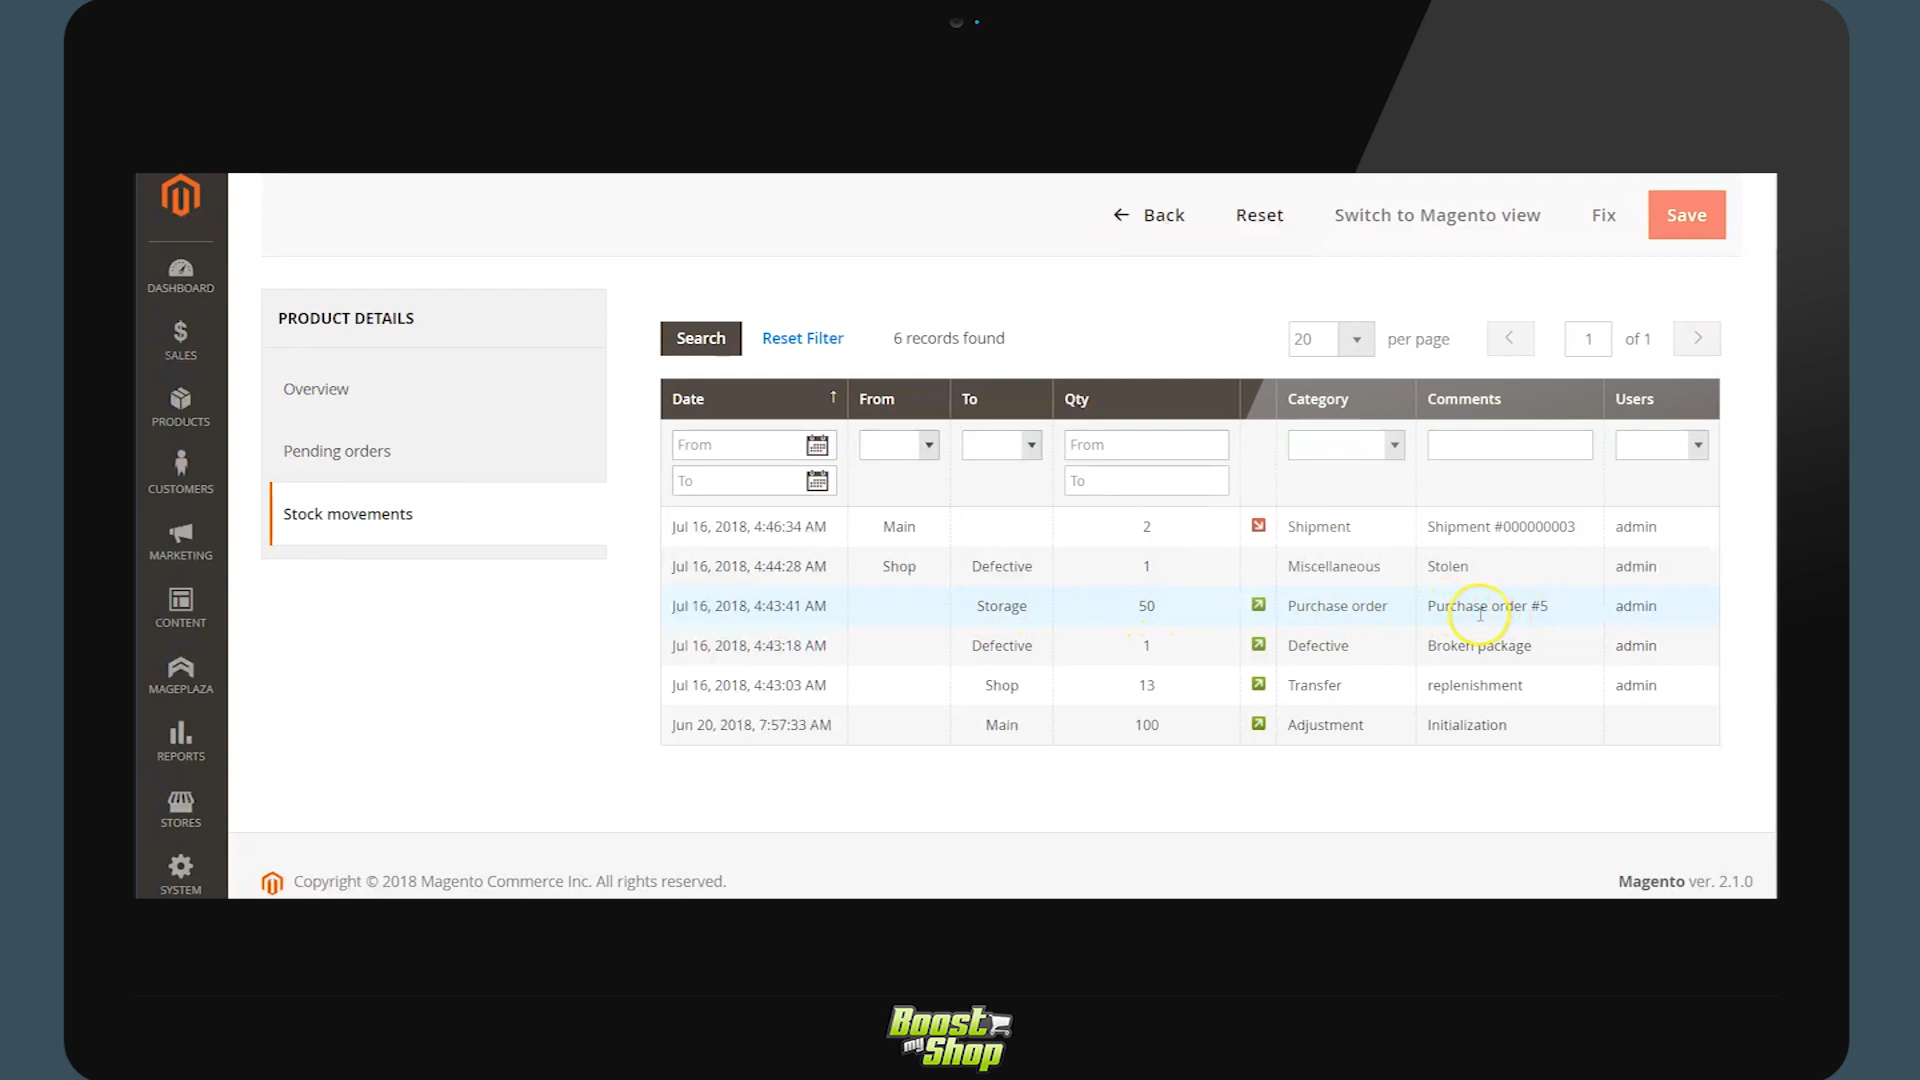 Back
Reset
Switch to Magento view
Fix
Save
DASHBOARD
SALES
PRODUCTS
CUSTOMERS
MARKETING
CONTENT
MAGEPLAZA
REPORTS
STORES
SYSTEM
PRODUCT DETAILS
Overview
Pending orders
Stock movements
Search Reset Filter 6 records found 20 per page 1 of 1
Date From To Qty Category Comments Users
From From
To To
Jul 16, 2018, 4:46:34 AM Main 2 Shipment Shipment #000000003 admin
Jul 16, 2018, 4:44:28 AM Shop Defective 1 Miscellaneous Stolen admin
Jul 16, 2018, 4:43:41 AM Storage 50 Purchase order Purchase order #5 admin
Jul 16, 2018, 4:43:18 AM Defective 1 Defective Broken package admin
Jul 16, 2018, 4:43:03 AM Shop 13 Transfer replenishment admin
Jun 20, 2018, 7:57:33 AM Main 100 Adjustment Initialization
Copyright © 2018 Magento Commerce Inc. All rights reserved.
Magento ver. 2.1.0
Boost
my Shop